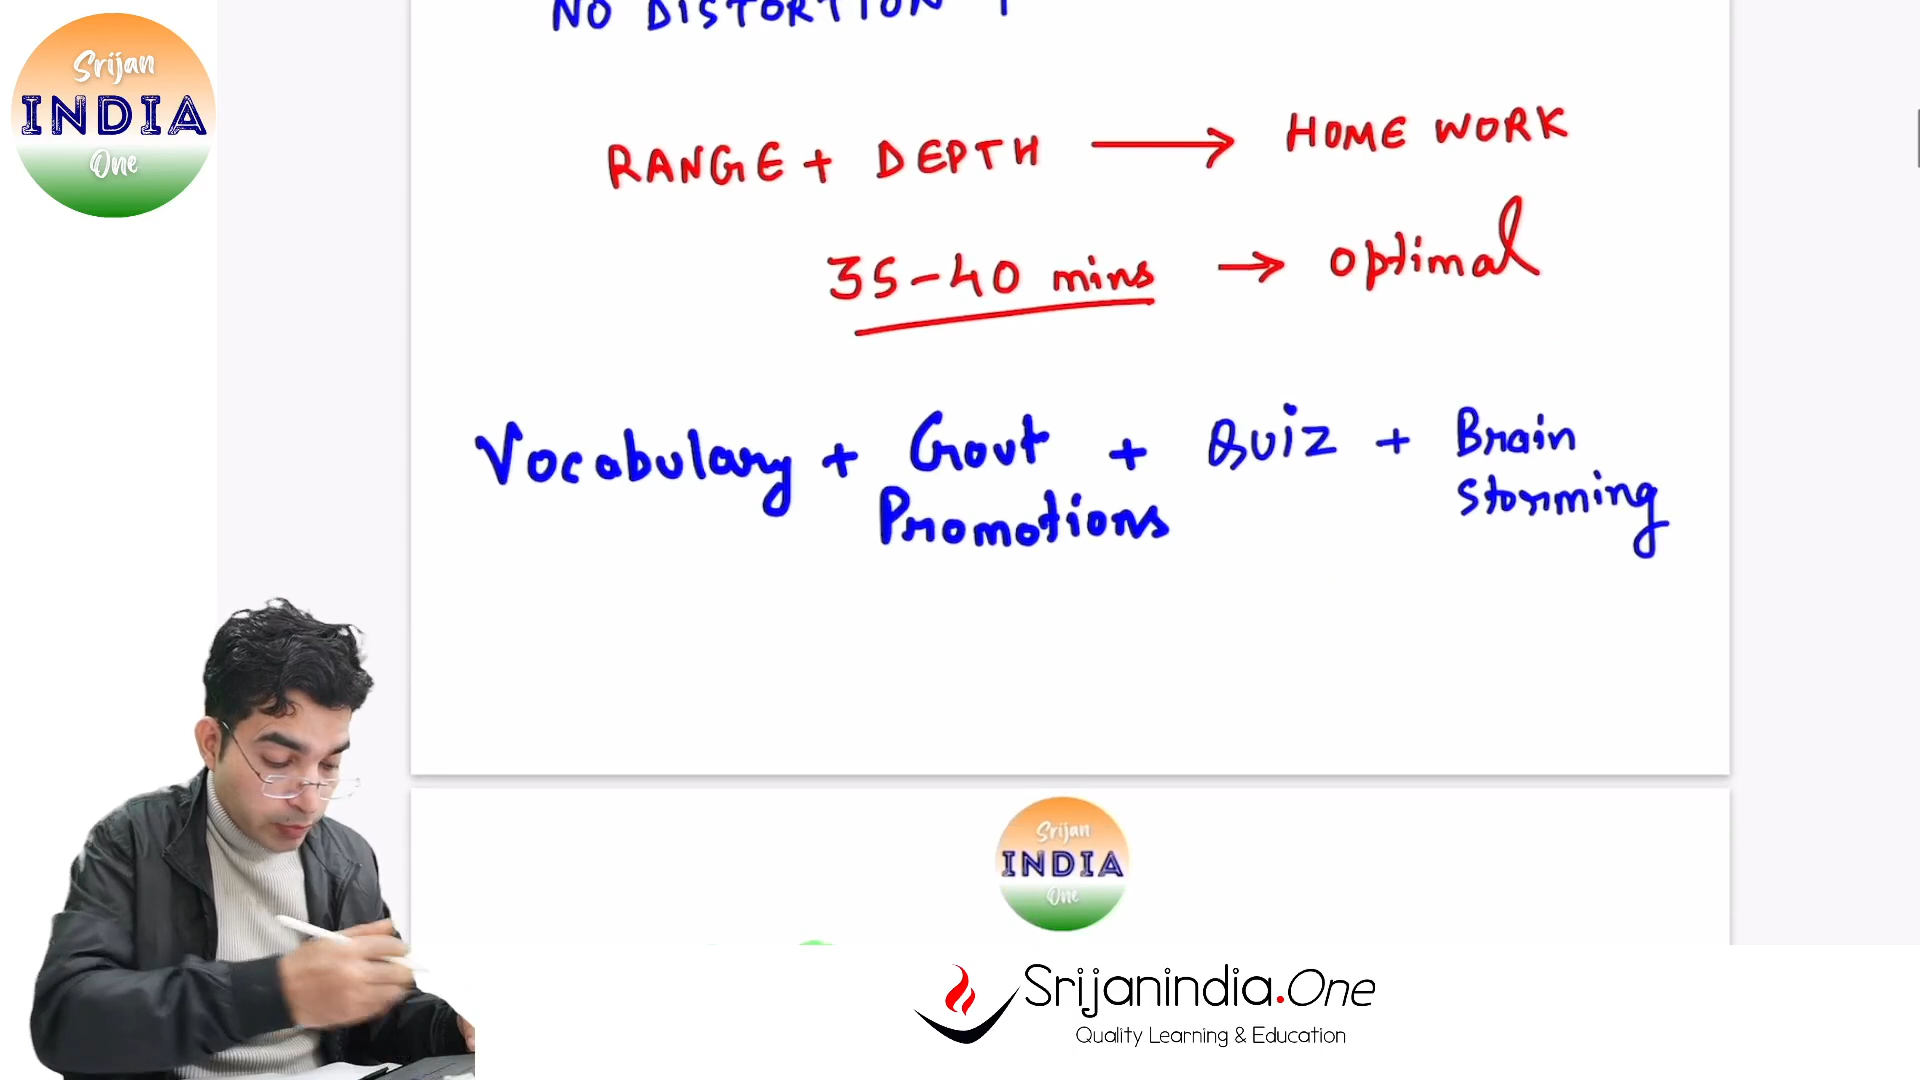 Srijan
INDIA
One
NO DISTORTION
RANGE + DEPTH → HOME WORK
35-40 mins → optimal
Vocabulary + Govt + QUIZ + Brain
Promotions storming
Srijan
INDIA
One
Srijanindia.One
Quality Learning & Education